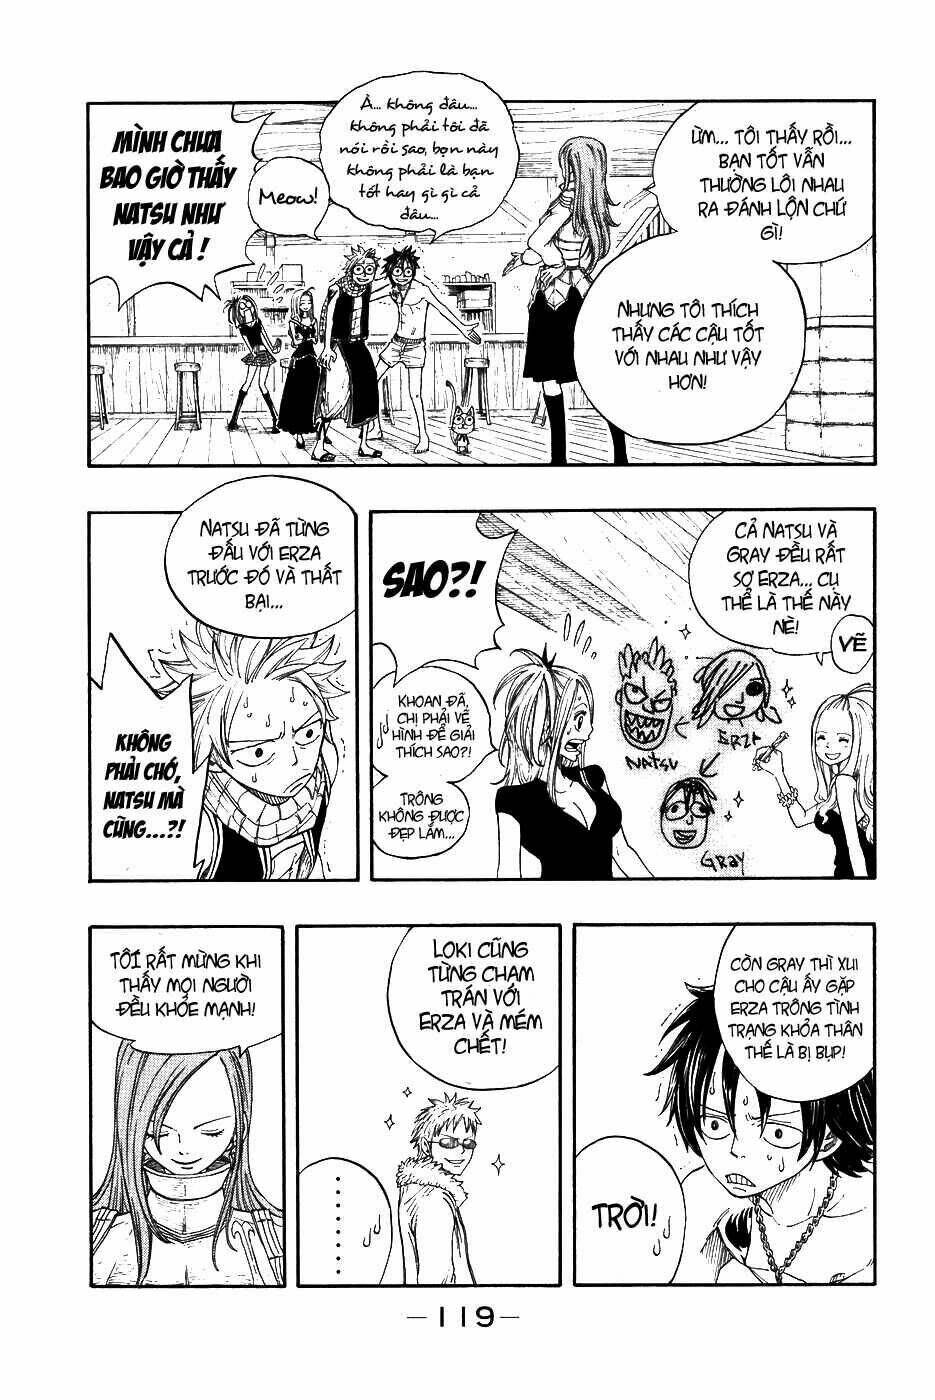 ỪM... TÔI THẤY RỒI...
BẠN TỐT VẪN
THƯỜNG LÔI NHAU
RA ĐÁNH LỘN CHỨ
GÌ!
NHƯNG TÔI THÍCH
THẤY CÁC CẬU TỐT
VỚI NHAU NHƯ VẬY
HƠN!
À... không đâu...
không phải tôi đã
nói rồi sao, bọn này
không phải là bạn
tốt hay gì gì cả
đâu...
Meow!
MÌNH CHƯA
BAO GIỜ THẤY
NATSU NHƯ
VẬY CẢ!
CẢ NATSU VÀ
GRAY ĐỀU RẤT
SỢ ERZA... CỤ
THỂ LÀ THẾ NÀY
NÈ!
VẼ
SAO?!
KHOAN ĐÃ,
CHỊ PHẢI VẼ
HÌNH ĐỂ GIẢI
THÍCH SAO?!
TRÔNG
KHÔNG ĐƯỢC
ĐẸP LẮM...
ERZA
NATSU
GRay
NATSU ĐÃ TỪNG
ĐẤU VỚI ERZA
TRƯỚC ĐÓ VÀ THẤT
BẠI...
KHÔNG
PHẢI CHỚ,
NATSU MÀ
CŨNG...?!
CÒN GRAY THÌ XUI
CHO CẬU ẤY GẶP
ERZA TRÔNG TÌNH
TRẠNG KHỎA THÂN
THẾ LÀ BỊ BỤP!
TRỜI!
LOKI CŨNG
TỪNG CHẠM
TRÁN VỚI
ERZA VÀ MÉM
CHẾT!
.......
TÔI RẤT MỪNG KHI
THẤY MỌI NGƯỜI
ĐỀU KHỎE MẠNH!
—119—